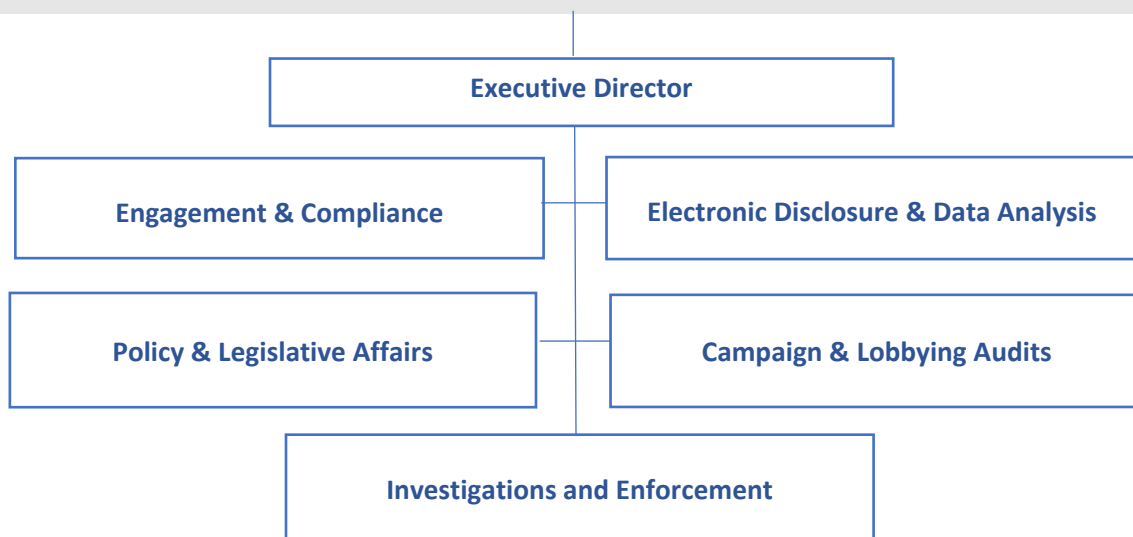 Executive Director
Engagement & Compliance
Electronic Disclosure & Data Analysis
Policy & Legislative Affairs
Campaign & Lobbying Audits
Investigations and Enforcement